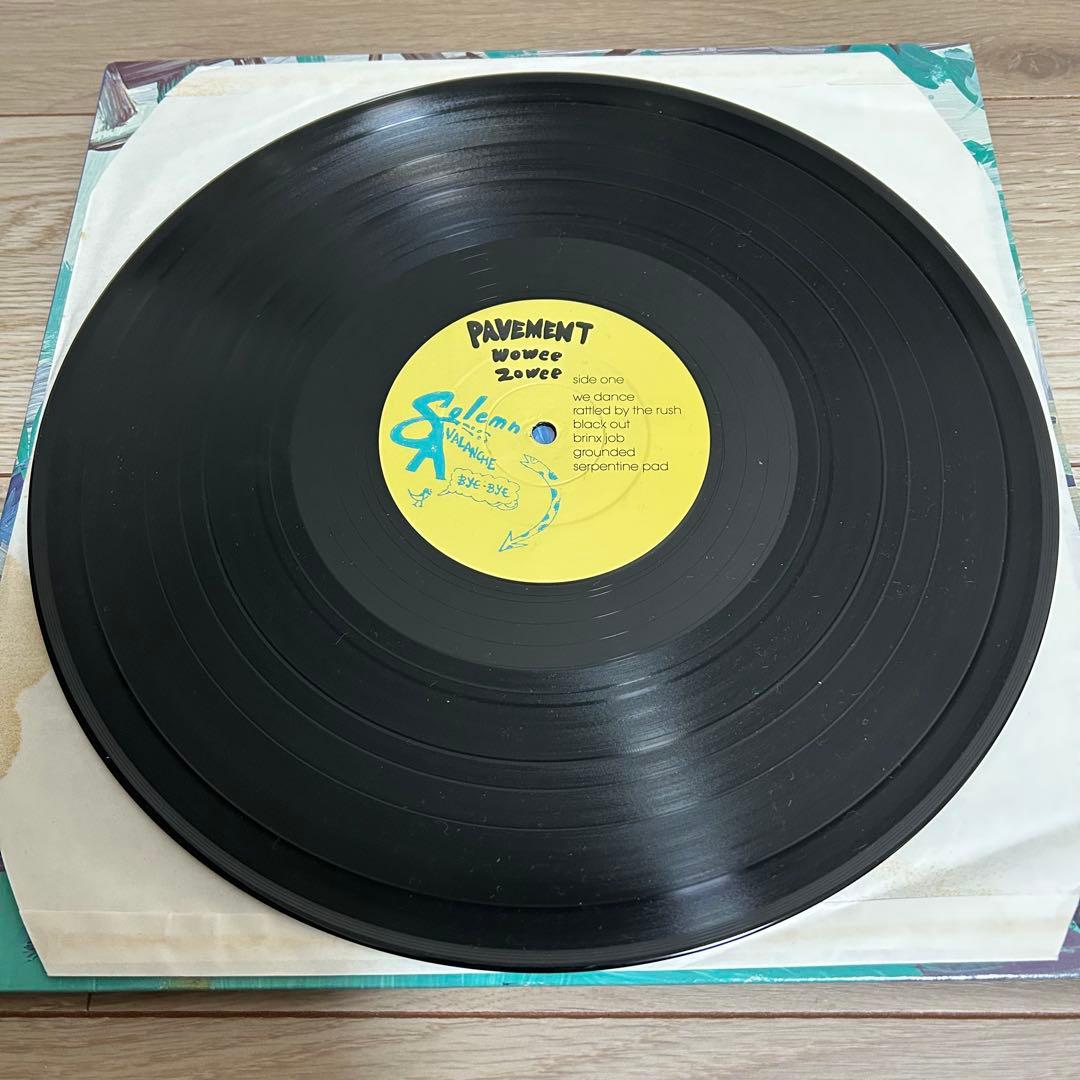 PAVEMENT
Wowee
Zowee
side one
we dance
rattled by the rush
black out
brinx job
grounded
serpentine pad
Solemn
AVALANCHE
BYE-BYE